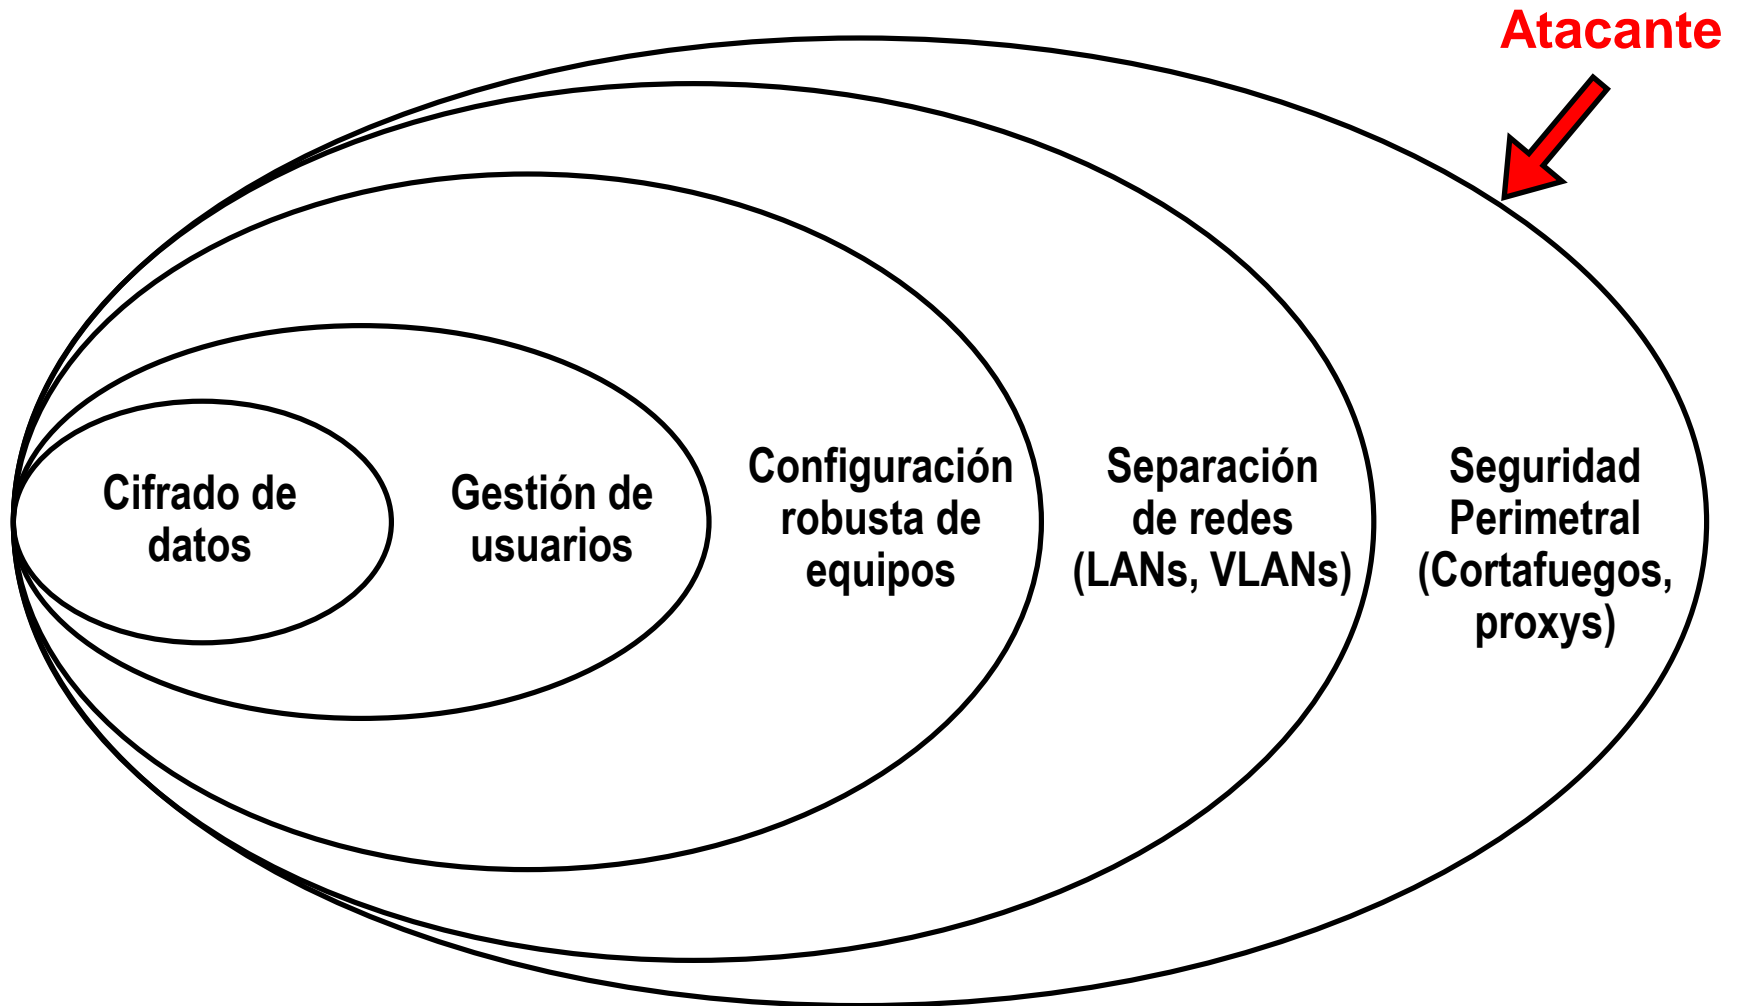 Atacante
Cifrado de
datos
Gestión de
usuarios
Configuración
robusta de
equipos
Separación
de redes
(LANs, VLANs)
Seguridad
Perimetral
(Cortafuegos,
proxys)